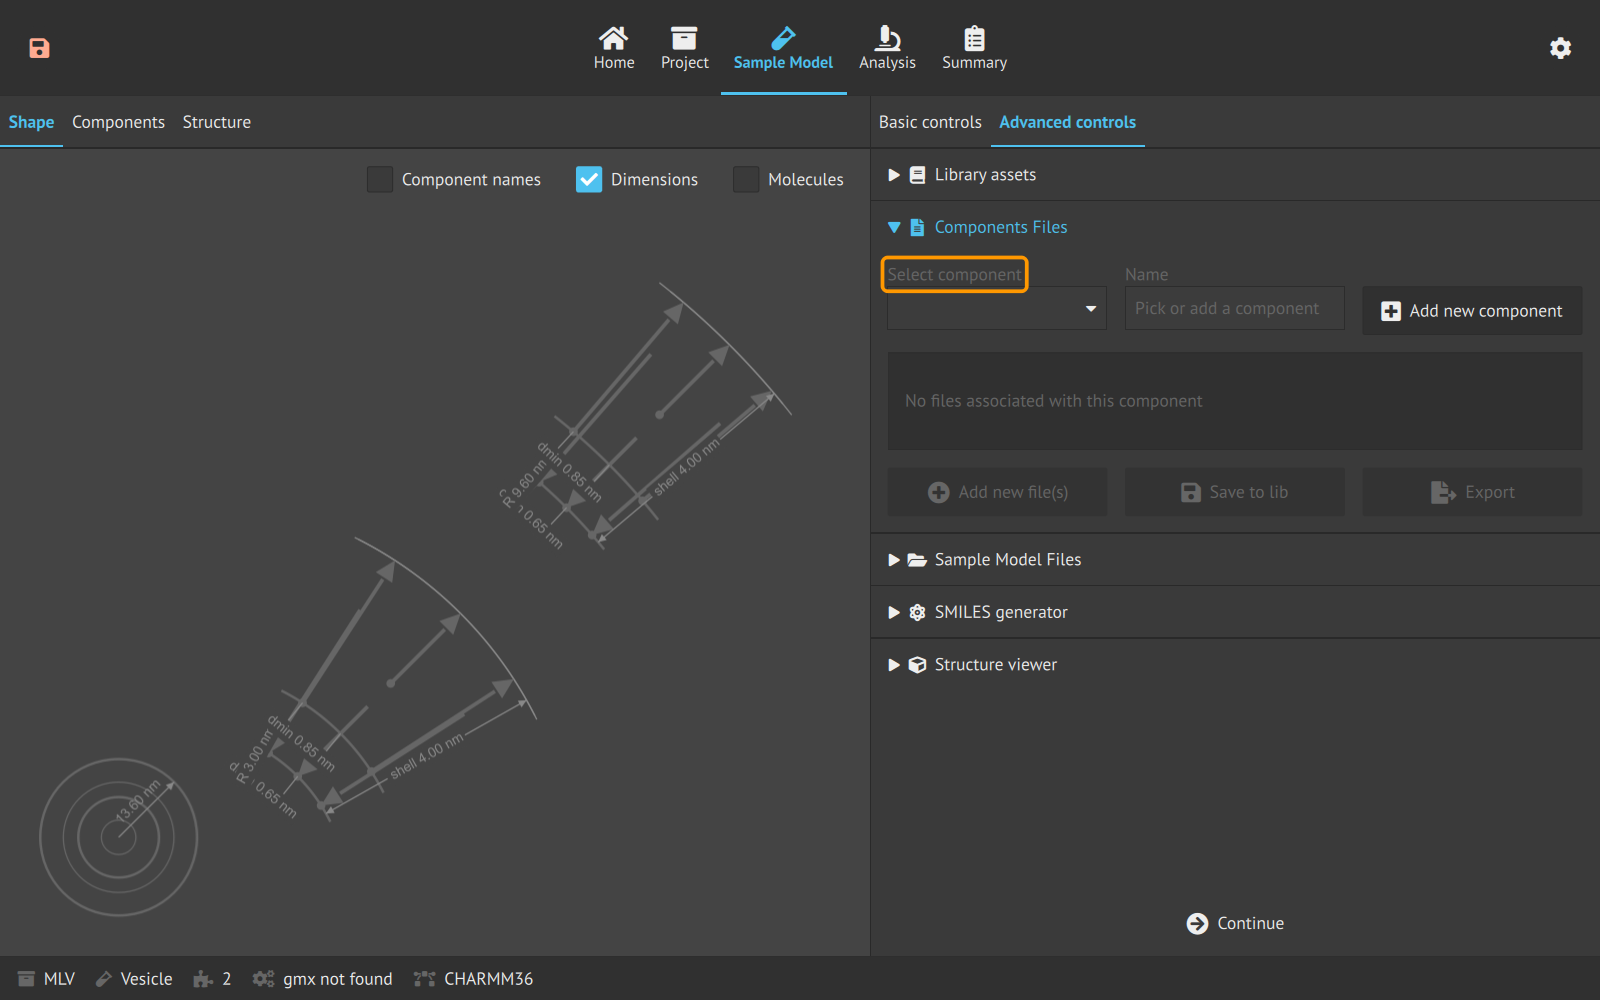 Home
Project
Sample Model
Analysis
Summary
Shape
Components
Structure
Basic controls
Advanced controls
Component names
Dimensions
Molecules
Library assets
Components Files
Select component
Name
Pick or add a component
Add new component
No files associated with this component
Add new file(s)
Save to lib
Export
Sample Model Files
SMILES generator
Structure viewer
dmin 0.85 nm
R 9.60 nm
0.65 nm
shell 4.00 nm
dmin 0.85 nm
R 3.00 nm
0.65 nm
shell 4.00 nm
13.60 nm
Continue
MLV
Vesicle
2
gmx not found
CHARMM36